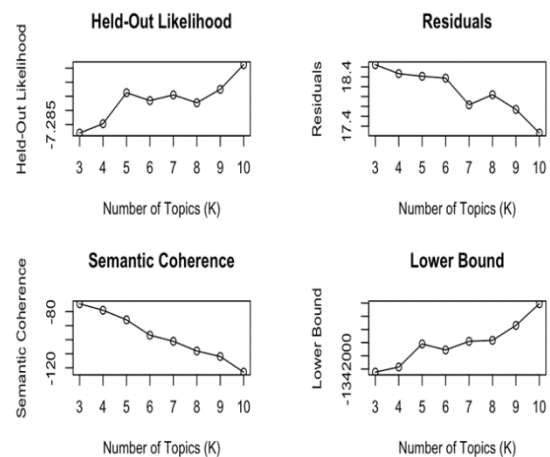 Held-Out Likelihood
Held-Out Likelihood
-7.285
3 4 5 6 7 8 9 10
Number of Topics (K)
Residuals
Residuals
18.4
17.4
3 4 5 6 7 8 9 10
Number of Topics (K)
Semantic Coherence
Semantic Coherence
-80
-120
3 4 5 6 7 8 9 10
Number of Topics (K)
Lower Bound
Lower Bound
-1342000
3 4 5 6 7 8 9 10
Number of Topics (K)